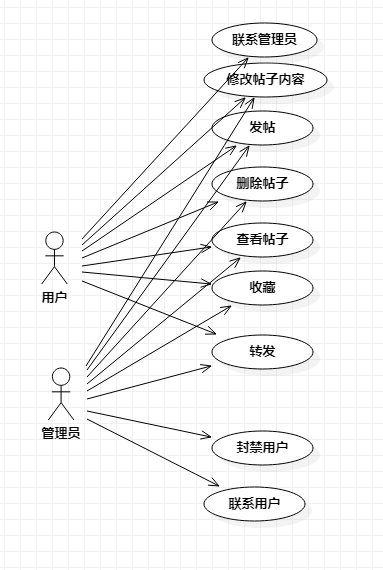 联系管理员
修改帖子内容
发帖
删除帖子
查看帖子
用户
收藏
转发
管理员
封禁用户
联系用户